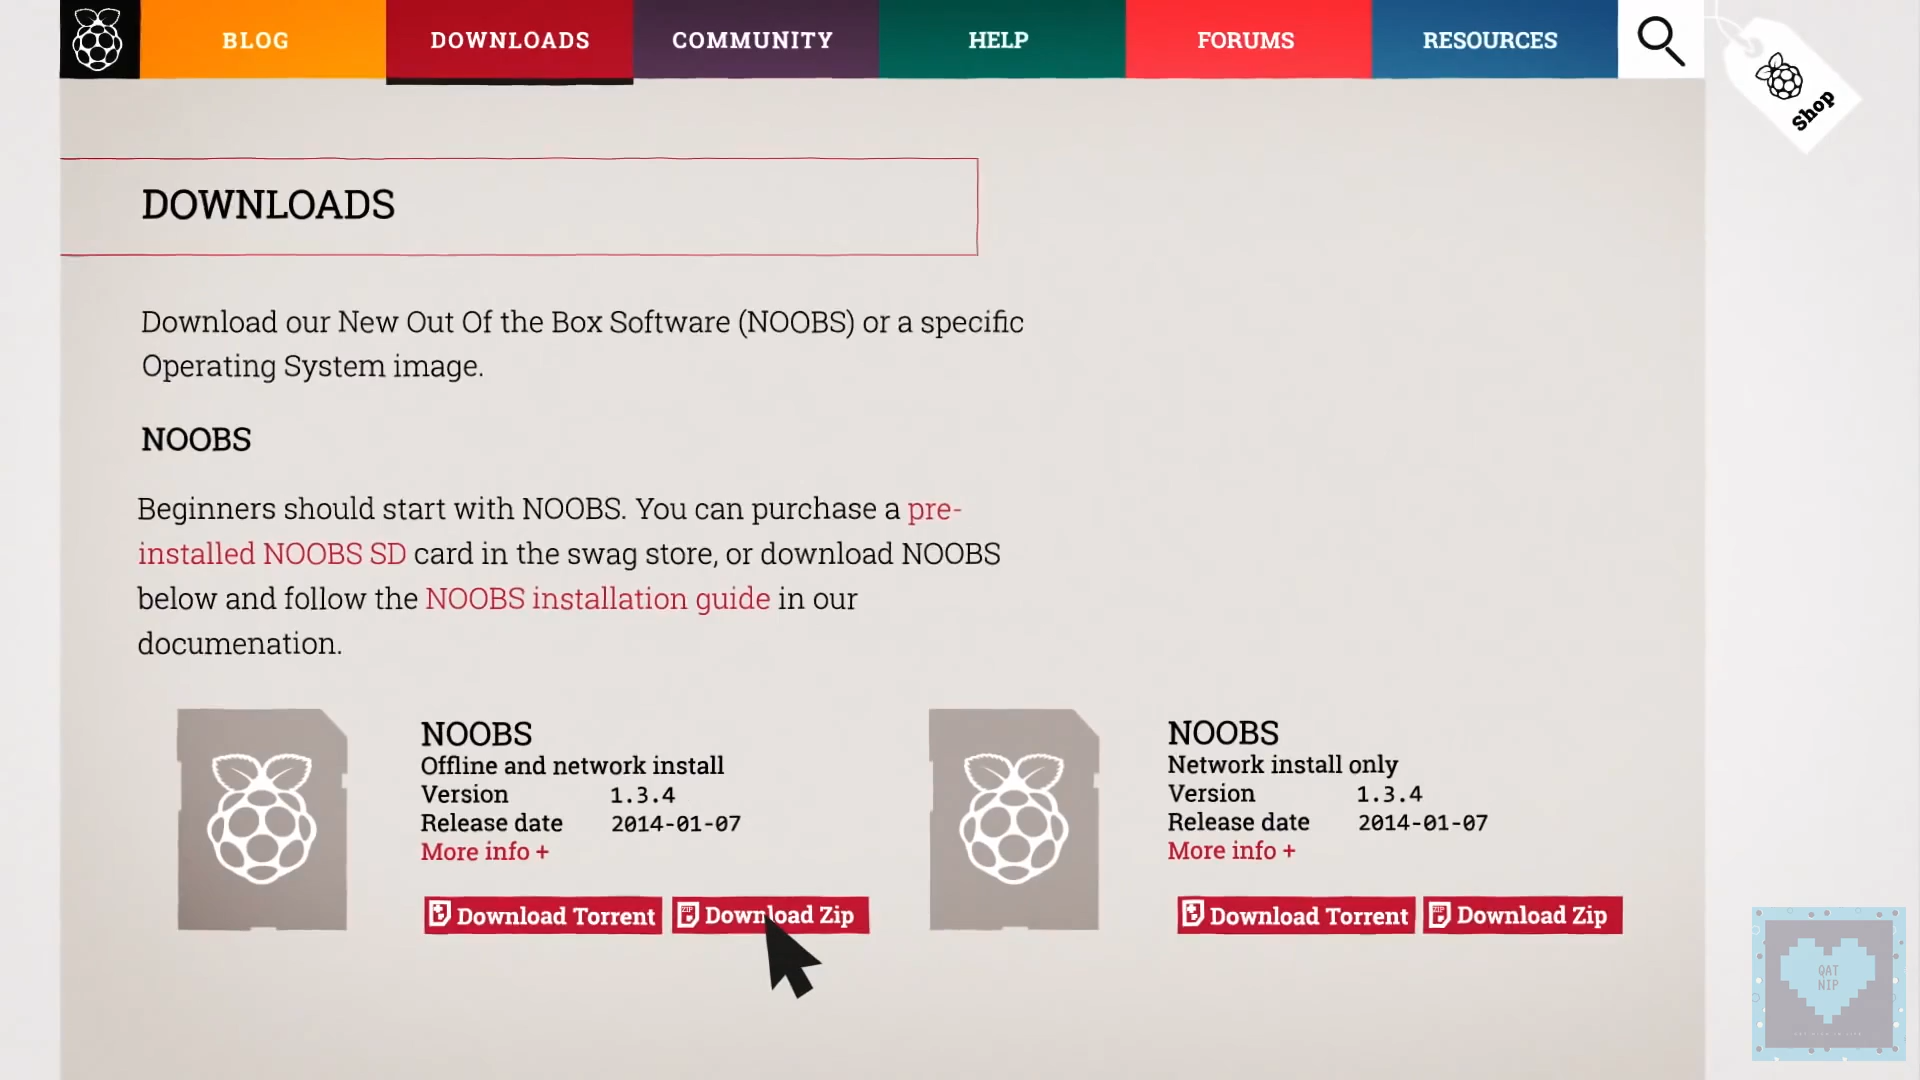 BLOG
DOWNLOADS
COMMUNITY
HELP
FORUMS
RESOURCES
Shop
DOWNLOADS
Download our New Out Of the Box Software (NOOBS) or a specific
Operating System image.
NOOBS
Beginners should start with NOOBS. You can purchase a pre-
installed NOOBS SD card in the swag store, or download NOOBS
below and follow the NOOBS installation guide in our
documenation.
NOOBS
Offline and network install
Version 1.3.4
Release date 2014-01-07
More info +
Download Torrent
ZIP
Download Zip
NOOBS
Network install only
Version 1.3.4
Release date 2014-01-07
More info +
Download Torrent
ZIP
Download Zip
QAT
NIP